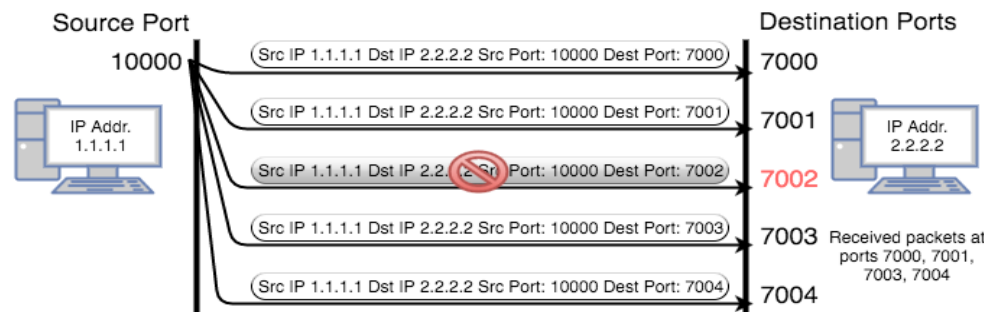 Source Port
Destination Ports
10000
Src IP 1.1.1.1 Dst IP 2.2.2.2 Src Port: 10000 Dest Port: 7000
7000
IP Addr.
1.1.1.1
Src IP 1.1.1.1 Dst IP 2.2.2.2 Src Port: 10000 Dest Port: 7001
7001
IP Addr.
2.2.2.2
Src IP 1.1.1.1 Dst IP 2.2.2.2 Src Port: 10000 Dest Port: 7002
7002
Src IP 1.1.1.1 Dst IP 2.2.2.2 Src Port: 10000 Dest Port: 7003
7003
Received packets at
ports 7000, 7001,
7003, 7004
Src IP 1.1.1.1 Dst IP 2.2.2.2 Src Port: 10000 Dest Port: 7004
7004